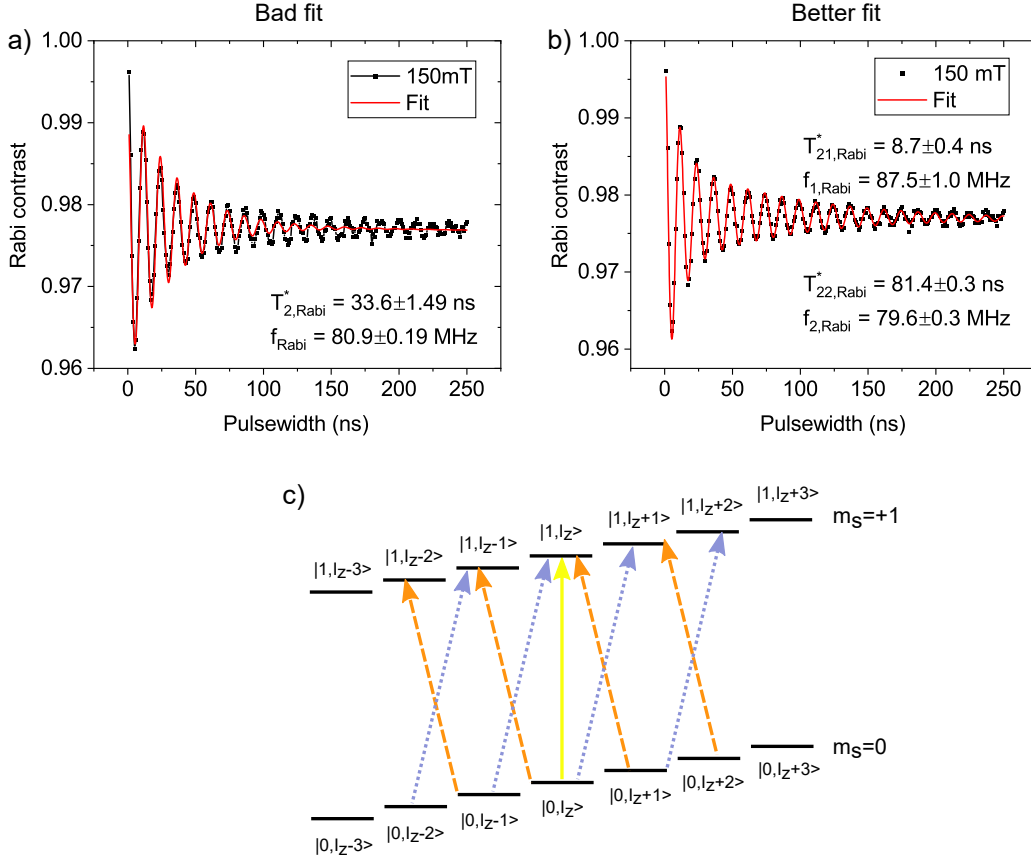 Bad fit
Better fit
a)
1.00
0.99
0.98
0.97
0.96
Rabi contrast
150mT
Fit
T*2,Rabi = 33.6±1.49 ns
fRabi = 80.9±0.19 MHz
0 50 100 150 200 250
Pulsewidth (ns)
b)
1.00
0.99
0.98
0.97
0.96
Rabi contrast
150 mT
Fit
T*21,Rabi = 8.7±0.4 ns
f1,Rabi = 87.5±1.0 MHz
T*22,Rabi = 81.4±0.3 ns
f2,Rabi = 79.6±0.3 MHz
0 50 100 150 200 250
Pulsewidth (ns)
c)
|1,Iz-3> |1,Iz-2> |1,Iz-1> |1,Iz> |1,Iz+1> |1,Iz+2> |1,Iz+3>
ms=+1
ms=0
|0,Iz-3> |0,Iz-2> |0,Iz-1> |0,Iz> |0,Iz+1> |0,Iz+2> |0,Iz+3>